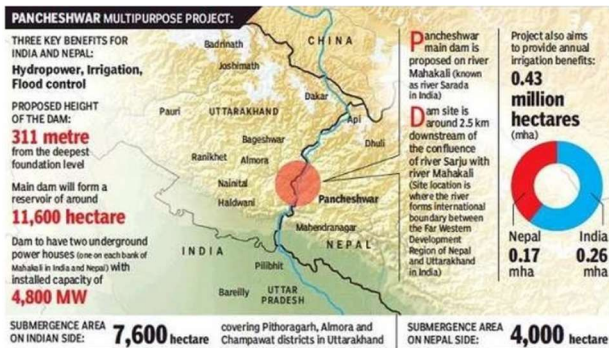 PANCHESHWAR MULTIPURPOSE PROJECT:
THREE KEY BENEFITS FOR
INDIA AND NEPAL:
Hydropower, Irrigation,
Flood control
PROPOSED HEIGHT
OF THE DAM:
311 metre
from the deepest
foundation level
Main dam will form a
reservoir of around
11,600 hectare
Dam to have two underground
power houses (one on each bank of
Mahakali in India and Nepal) with
installed capacity of
4,800 MW
CHINA
Badrinath
Joshimath
Dakar
Api
Pauri
UTTARAKHAND
Dhuli
Bageshwar
Ranikhet
Almora
Nainital
Pancheshwar
Haldwani
Mahendranagar
INDIA
NEPAL
Pilibhit
Bareilly
UTTAR
PRADESH
Pancheshwar
main dam is
proposed on river
Mahakali (known
as river Sarada
in India)
Dam site is
around 2.5 km
downstream of
the confluence
of river Sarju with
river Mahakali
(Site location is
where the river
forms international
boundary between
the Far Western
Development
Region of Nepal
and Uttarakhand
in India)
Project also aims
to provide annual
irrigation benefits:
0.43
million
hectares
(mha)
Nepal
0.17
mha
India
0.26
mha
SUBMERGENCE AREA
ON INDIAN SIDE:
7,600 hectare
covering Pithoragarh, Almora and
Champawat districts in Uttarakhand
SUBMERGENCE AREA
ON NEPAL SIDE:
4,000 hectare